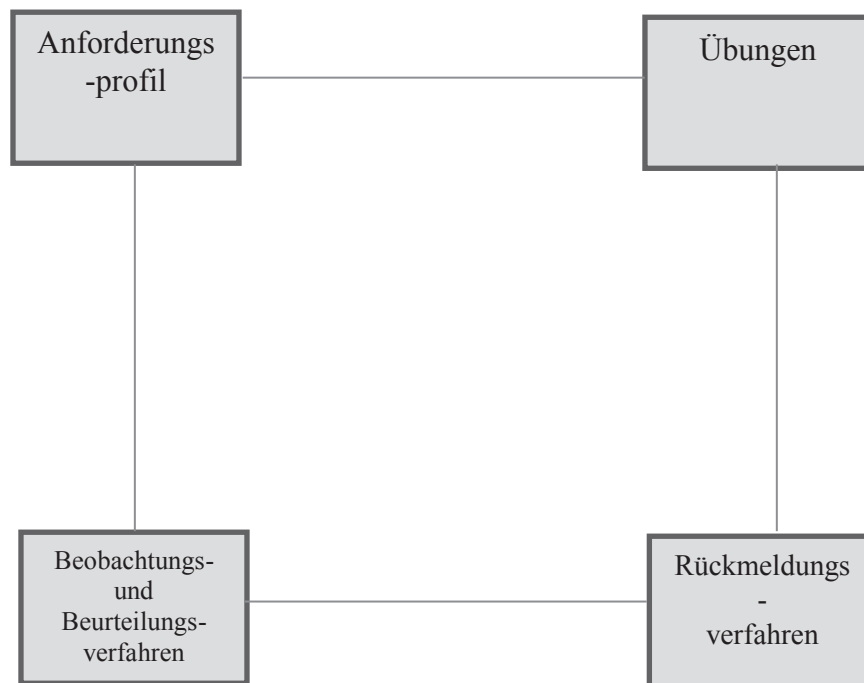 Anforderungs
-profil
Übungen
Beobachtungs-
und
Beurteilungs-
verfahren
Rückmeldungs
-
verfahren